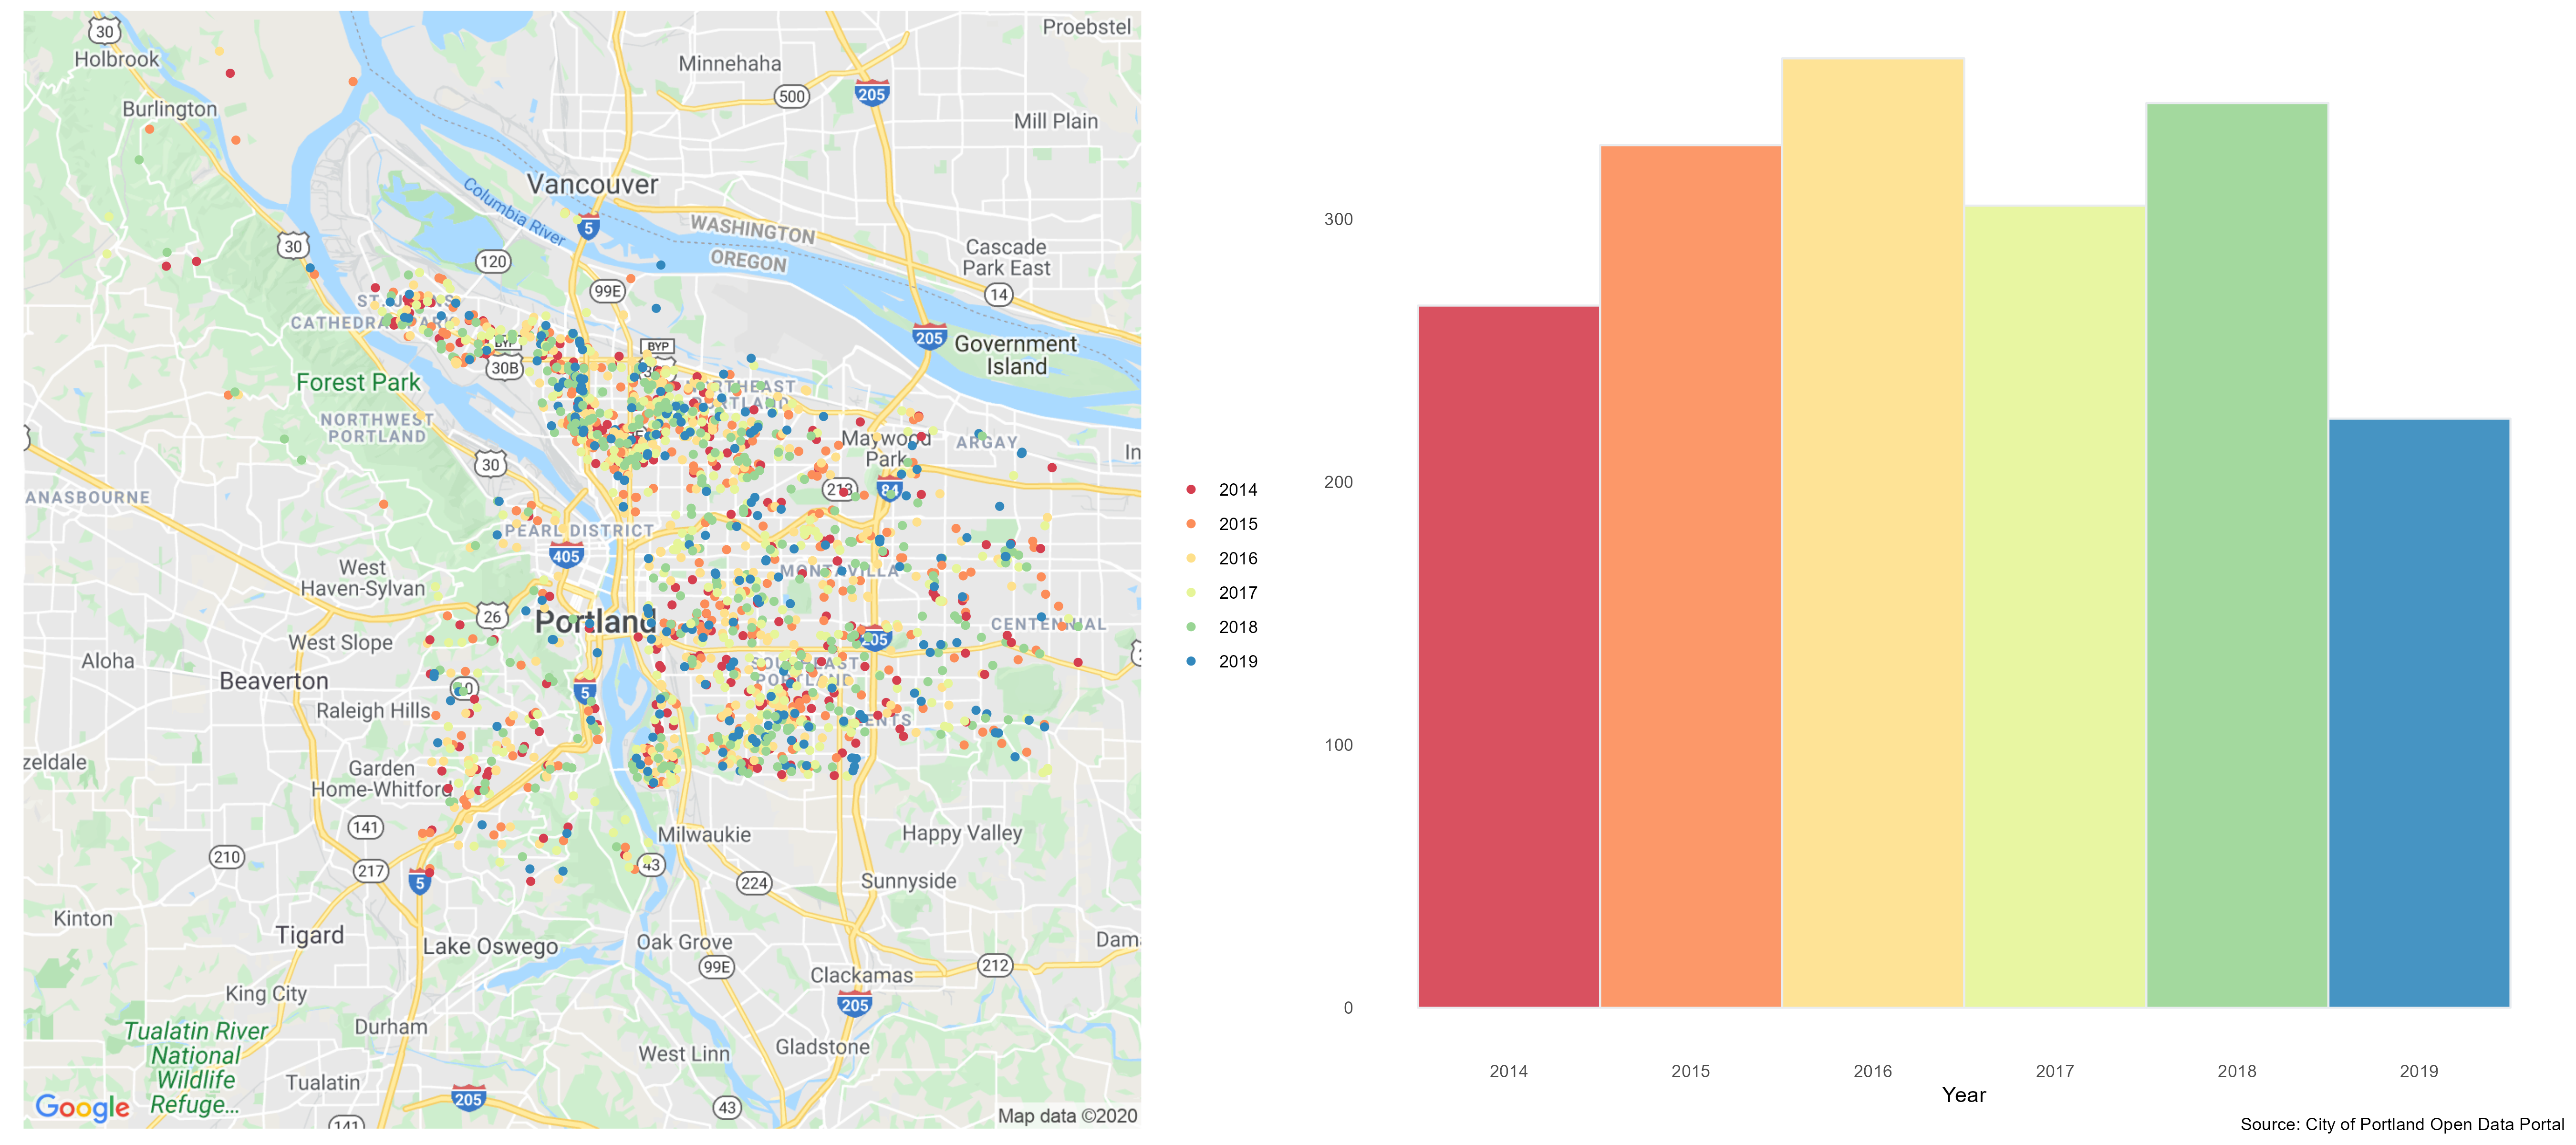 30
Holbrook
Proebstel
Minnehaha
500
205
Burlington
Mill Plain
Vancouver
Columbia River
5
WASHINGTON
OREGON
30
120
Cascade
Park East
99E
14
CATHEDRAL PARK
BYP
30B
BYP
205
Government
Island
Forest Park
NORTHEAST
PORTLAND
NORTHWEST
PORTLAND
Maywood
Park
ARGAY
In
30
213
84
ANASBOURNE
PEARL DISTRICT
405
West
Haven-Sylvan
MONTAVILLA
26
Portland
CENTENNIAL
West Slope
205
Aloha
SOUTHEAST
PORTLAND
Beaverton
5
Raleigh Hills
ENTS
zeldale
Garden
Home-Whitford
141
Milwaukie
Happy Valley
210
217
43
5
224
Sunnyside
Kinton
Tigard
Lake Oswego
Oak Grove
Dam
99E
212
Clackamas
King City
205
Durham
West Linn
Gladstone
Tualatin River
National
Wildlife
Refuge...
Tualatin
205
43
141
Google
Map data ©2020
2014
2015
2016
2017
2018
2019
300
200
100
0
2014
2015
2016
2017
2018
2019
Year
Source: City of Portland Open Data Portal